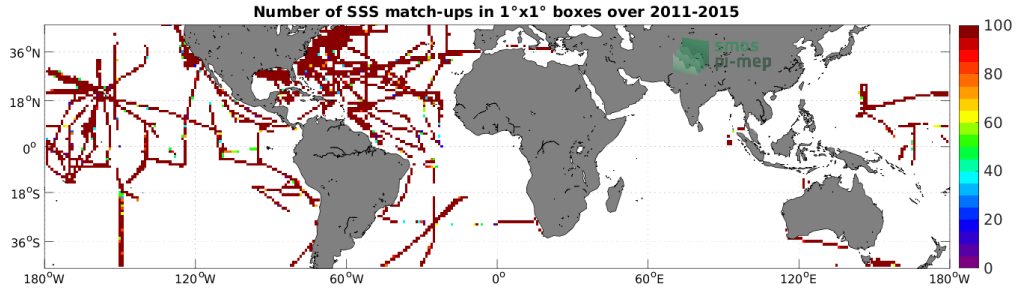 Number of SSS match-ups in 1°x1° boxes over 2011-2015
36°N
18°N
0°
18°S
36°S
180°W
120°W
60°W
0°
60°E
120°E
180°W
100
80
60
40
20
0
smos
pi-mep